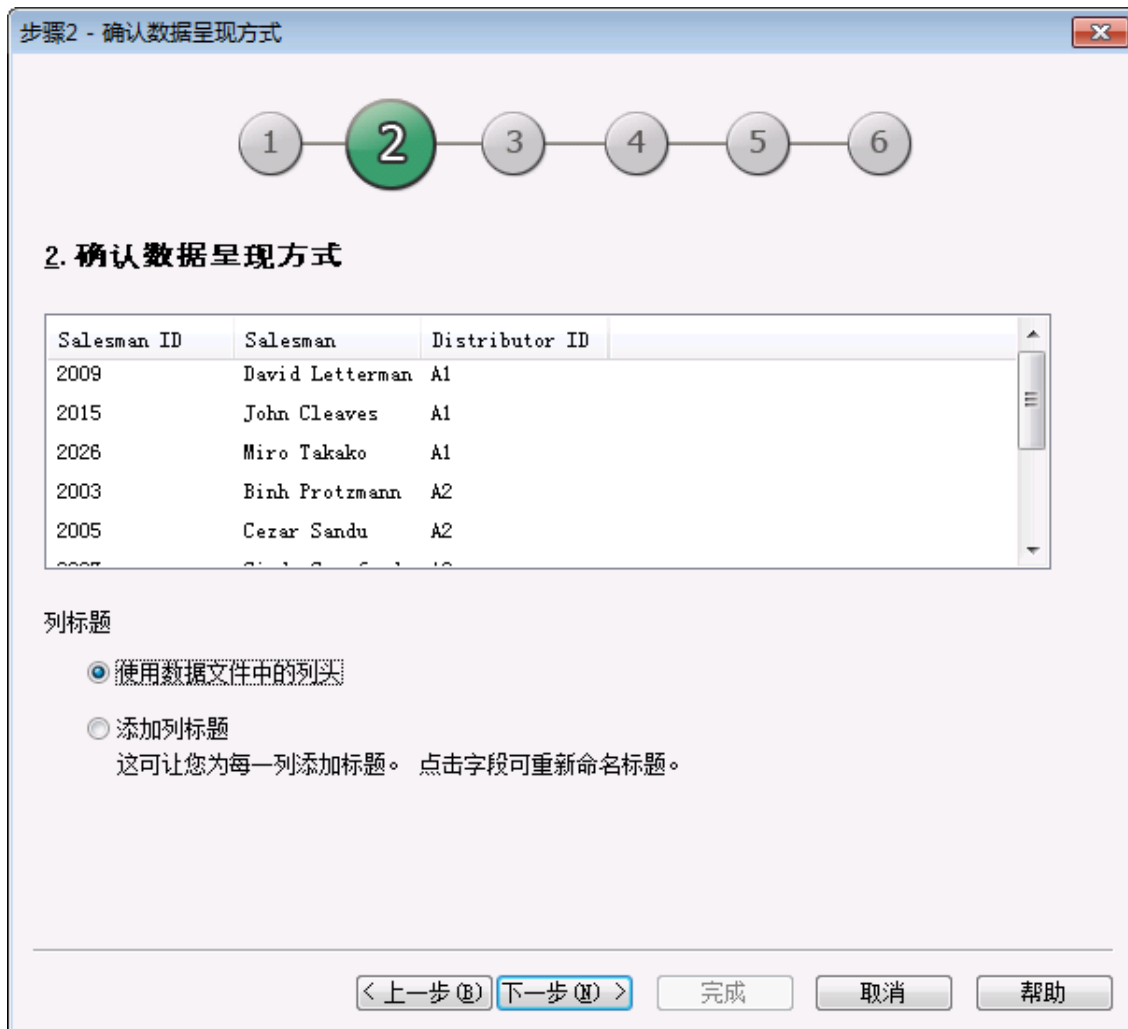 步骤2 - 确认数据呈现方式
1 2 3 4 5 6
2. 确认数据呈现方式
Salesman ID Salesman Distributor ID
2009 David Letterman A1
2015 John Cleaves A1
2026 Miro Takako A1
2003 Binh Protzmann A2
2005 Cezar Sandu A2
列标题
使用数据文件中的列头
添加列标题
这可让您为每一列添加标题。 点击字段可重新命名标题。
< 上一步(B) 下一步(N) > 完成 取消 帮助